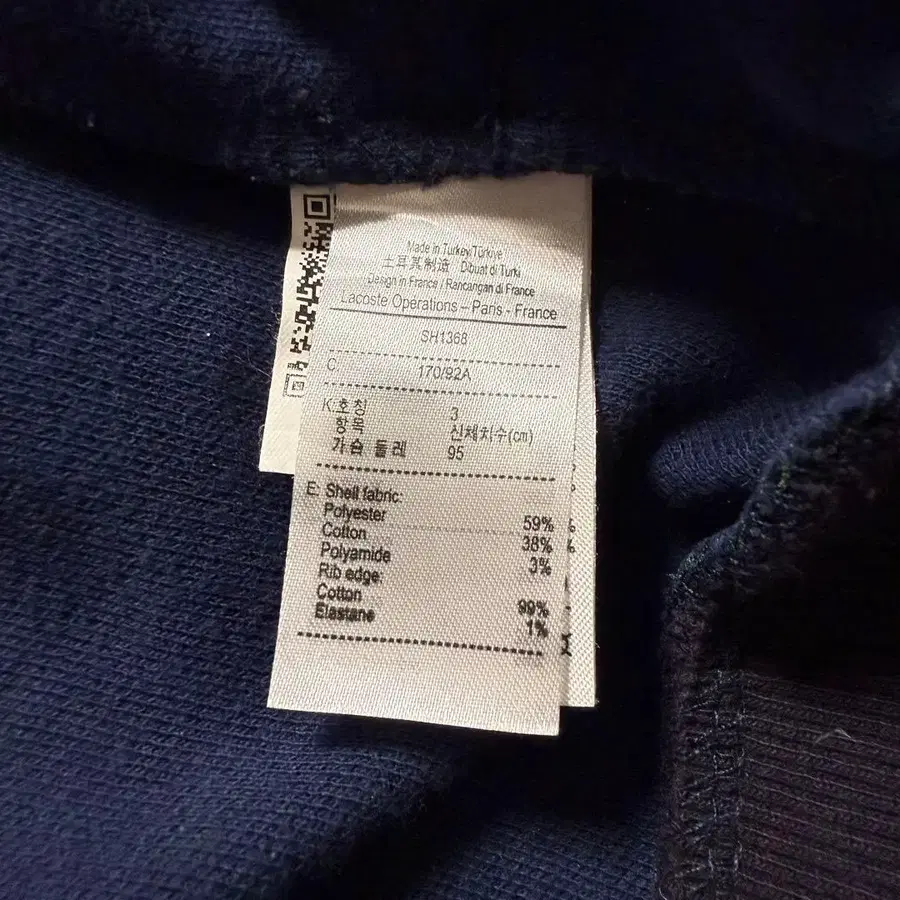 Made in Turkey/Türkiye
土耳其制造 Dibuat di Turki
Design in France / Rancangan di France
Lacoste Operations – Paris - France
SH1368
C. 170/92A
K.호칭 3
항목 신체치수(cm)
가슴 둘레 95
E. Shell fabric:
Polyester 59%
Cotton 38%
Polyamide 3%
Rib edge:
Cotton 99%
Elastane 1%